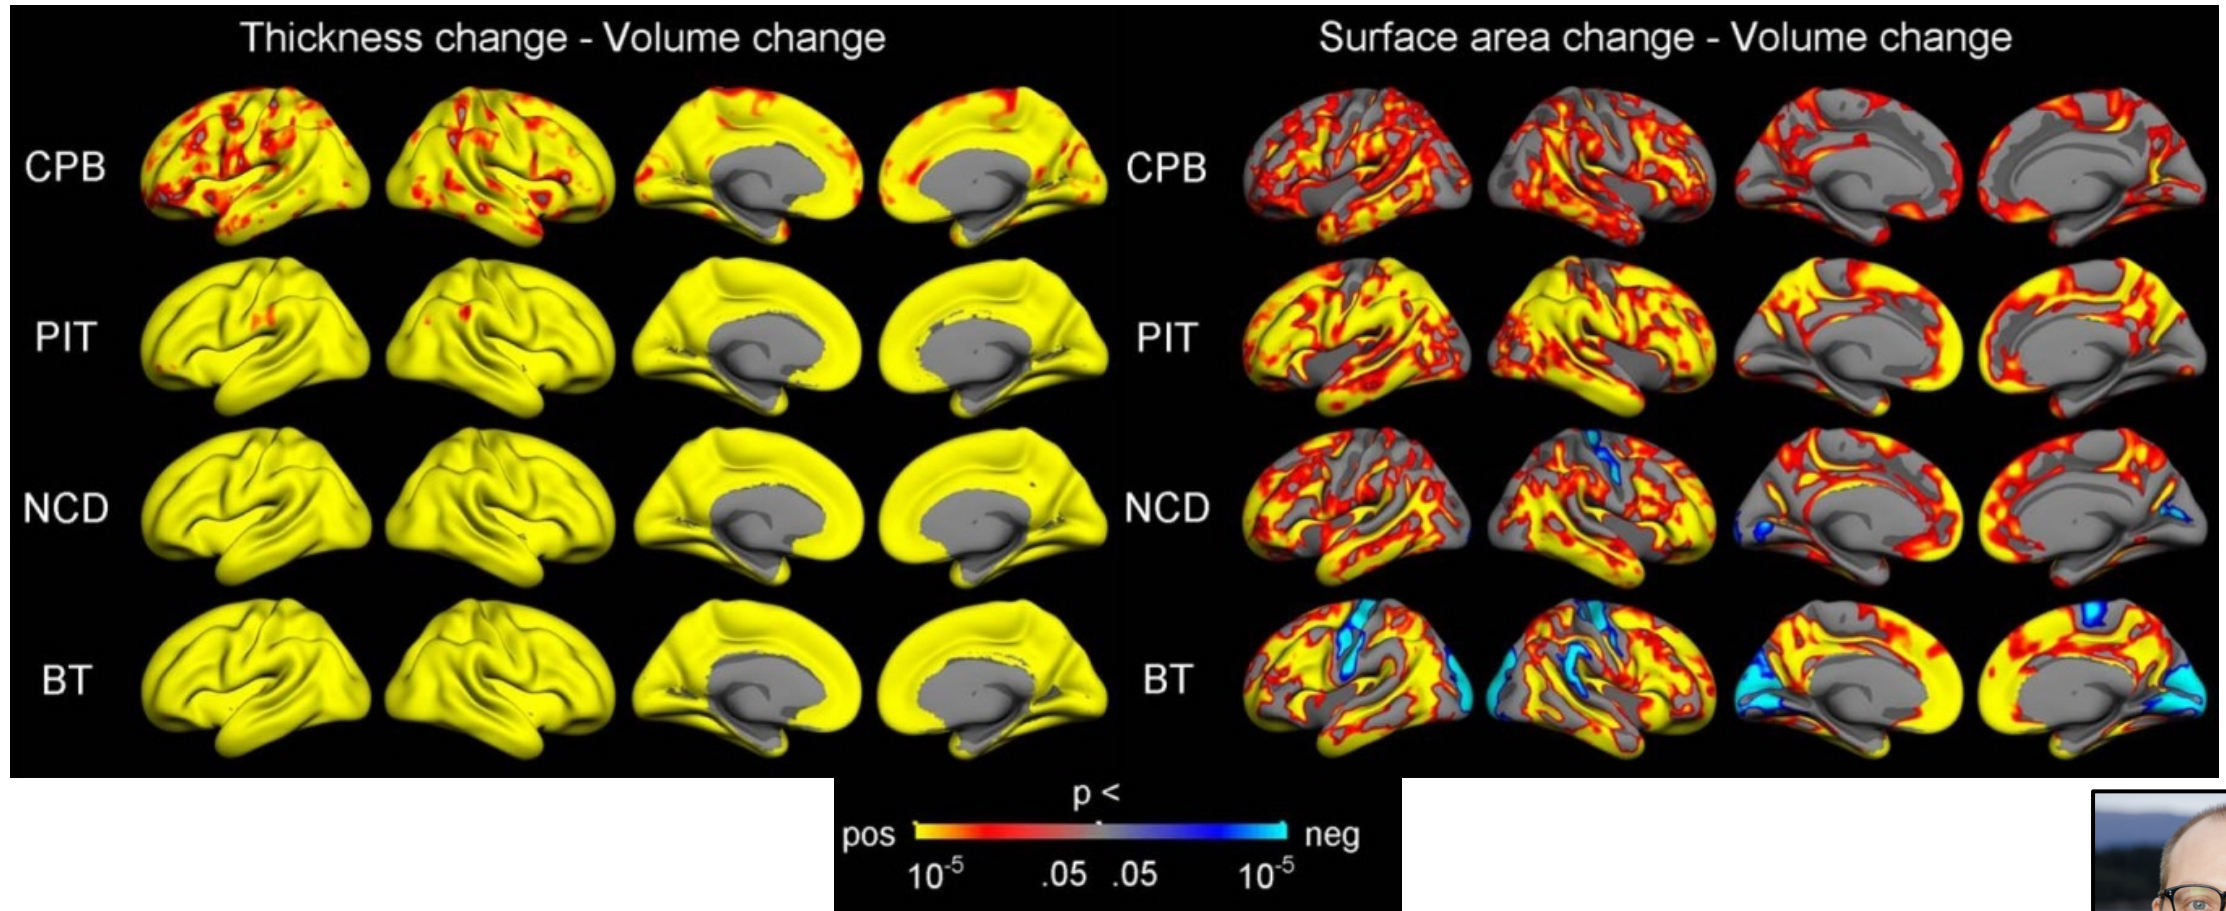 Thickness change - Volume change
CPB
PIT
NCD
BT
Surface area change - Volume change
CPB
PIT
NCD
BT
p <
pos
neg
10-5 .05 .05 10-5